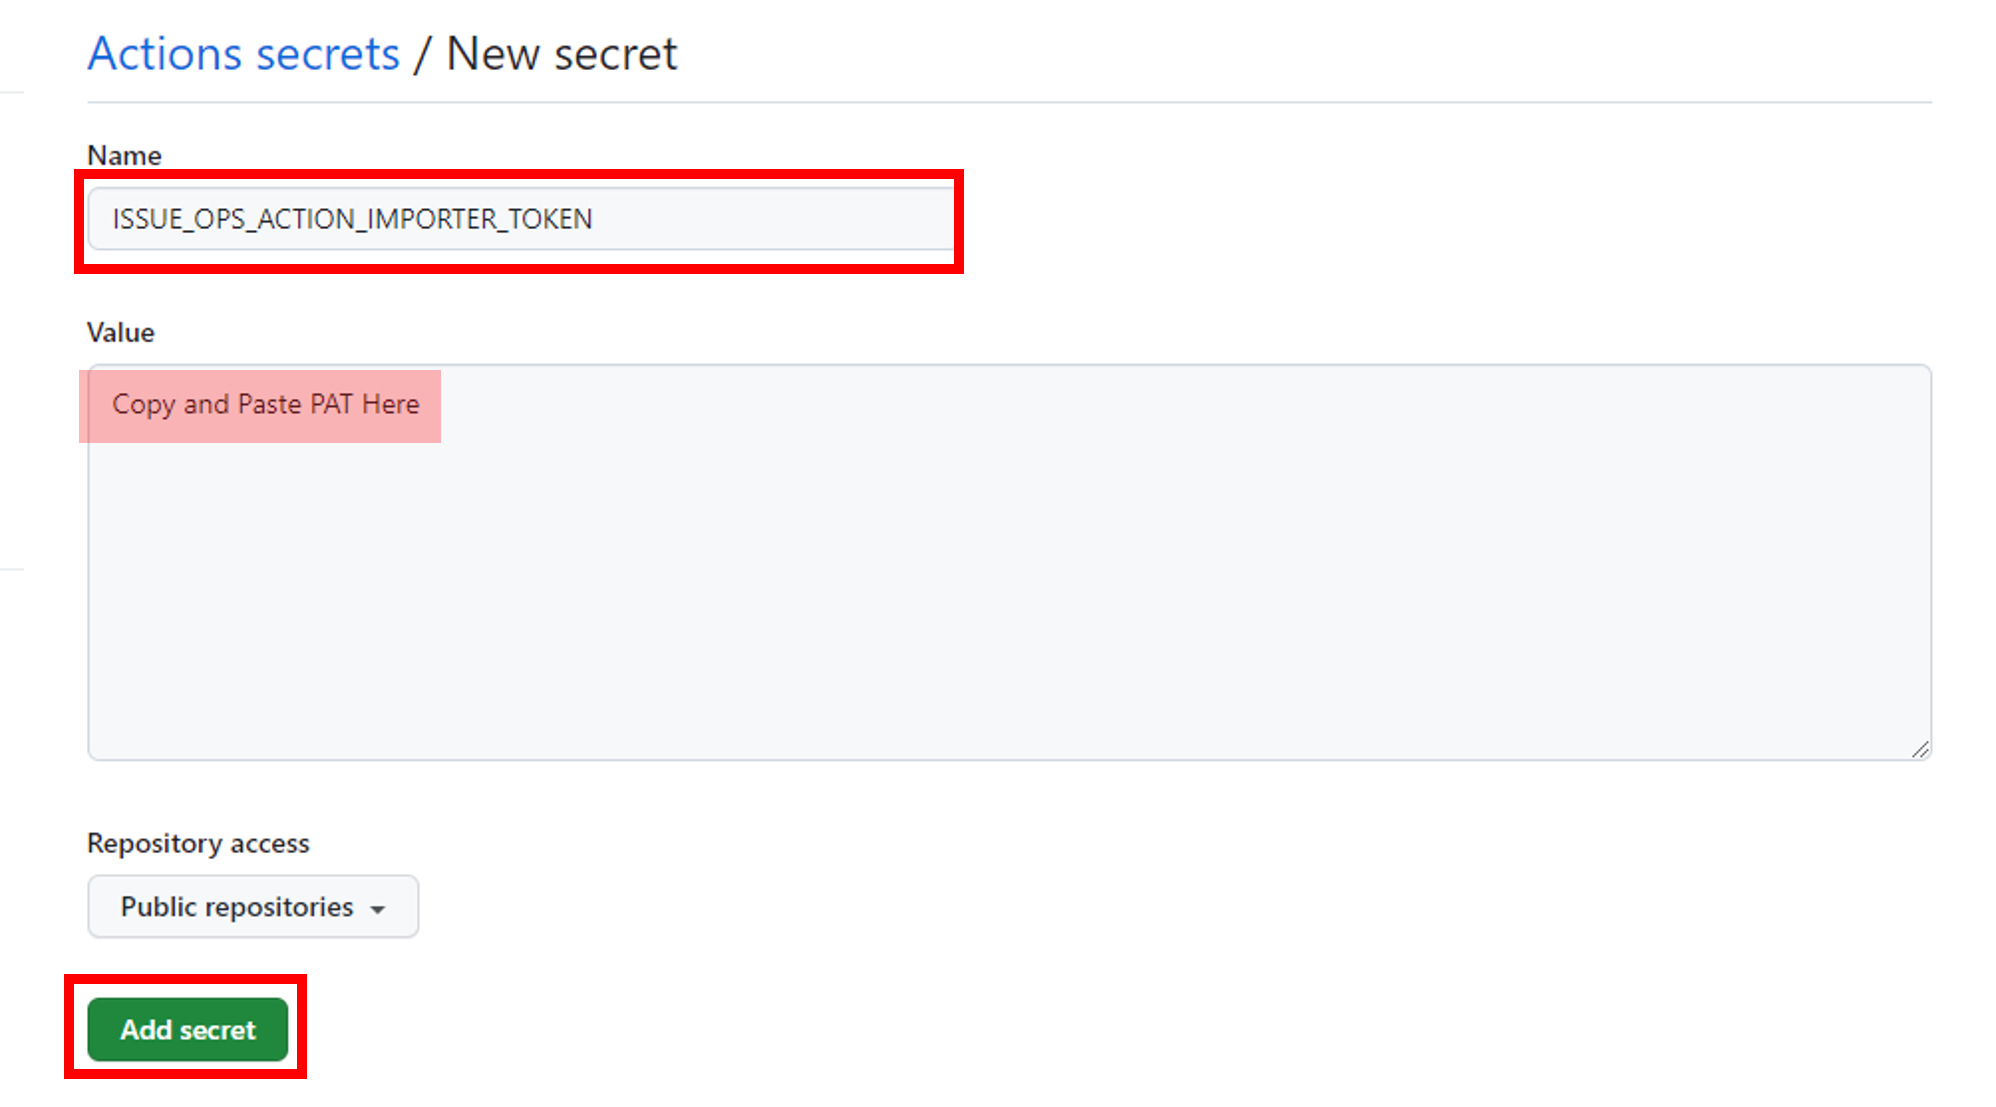 Actions secrets / New secret
Name
ISSUE_OPS_ACTION_IMPORTER_TOKEN
Value
Copy and Paste PAT Here
Repository access
Public repositories
Add secret